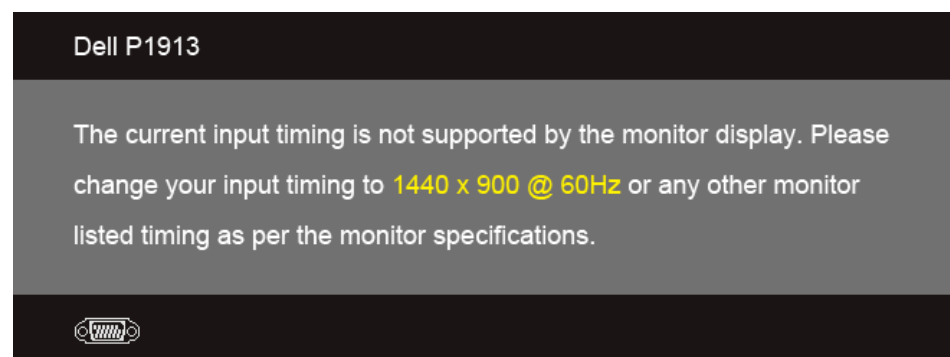 Dell P1913
The current input timing is not supported by the monitor display. Please
change your input timing to 1440 x 900 @ 60Hz or any other monitor
listed timing as per the monitor specifications.